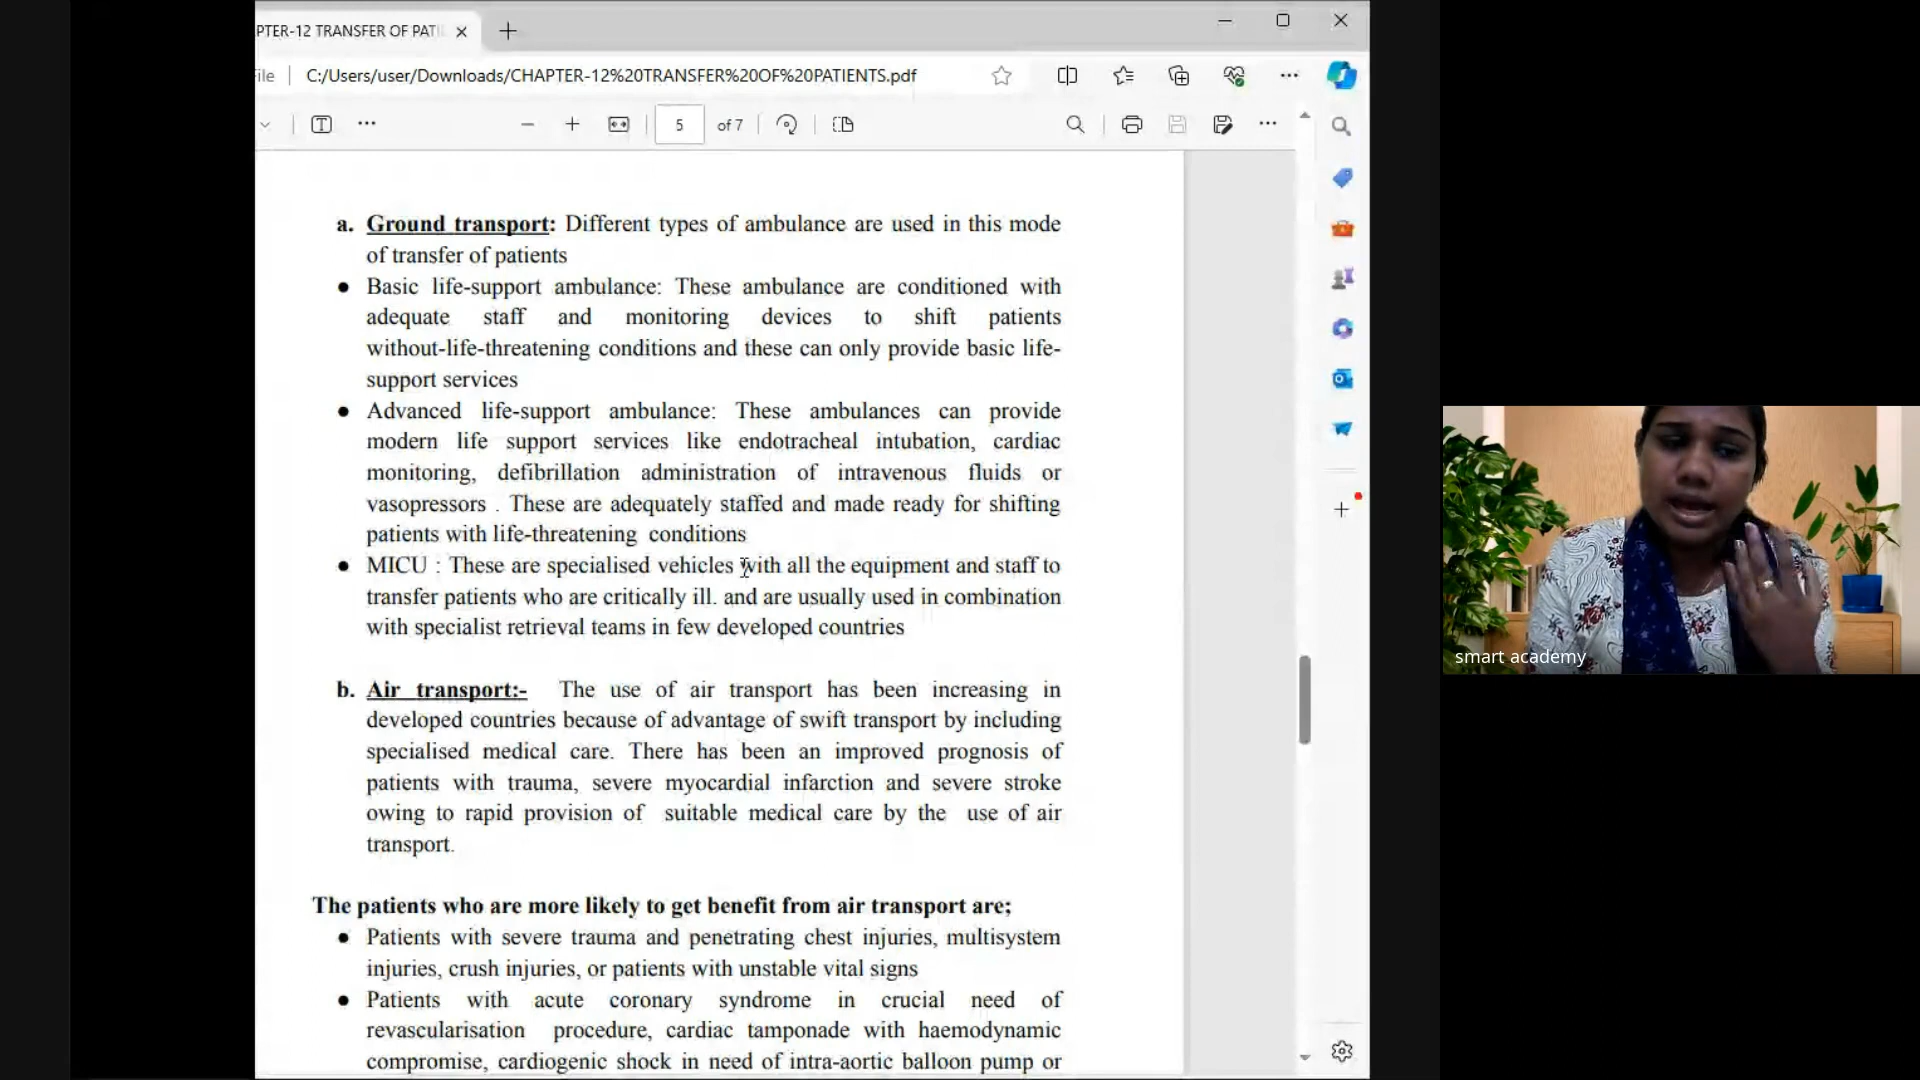 PTER-12 TRANSFER OF PATI
ile
C:/Users/user/Downloads/CHAPTER-12%20TRANSFER%20OF%20PATIENTS.pdf
5 of 7
a. Ground transport: Different types of ambulance are used in this mode
of transfer of patients
● Basic life-support ambulance: These ambulance are conditioned with
adequate staff and monitoring devices to shift patients
without-life-threatening conditions and these can only provide basic life-
support services
● Advanced life-support ambulance: These ambulances can provide
modern life support services like endotracheal intubation, cardiac
monitoring, defibrillation administration of intravenous fluids or
vasopressors . These are adequately staffed and made ready for shifting
patients with life-threatening conditions
● MICU : These are specialised vehicles with all the equipment and staff to
transfer patients who are critically ill. and are usually used in combination
with specialist retrieval teams in few developed countries
b. Air transport:- The use of air transport has been increasing in
developed countries because of advantage of swift transport by including
specialised medical care. There has been an improved prognosis of
patients with trauma, severe myocardial infarction and severe stroke
owing to rapid provision of suitable medical care by the use of air
transport.
The patients who are more likely to get benefit from air transport are;
● Patients with severe trauma and penetrating chest injuries, multisystem
injuries, crush injuries, or patients with unstable vital signs
● Patients with acute coronary syndrome in crucial need of
revascularisation procedure, cardiac tamponade with haemodynamic
compromise, cardiogenic shock in need of intra-aortic balloon pump or
smart academy